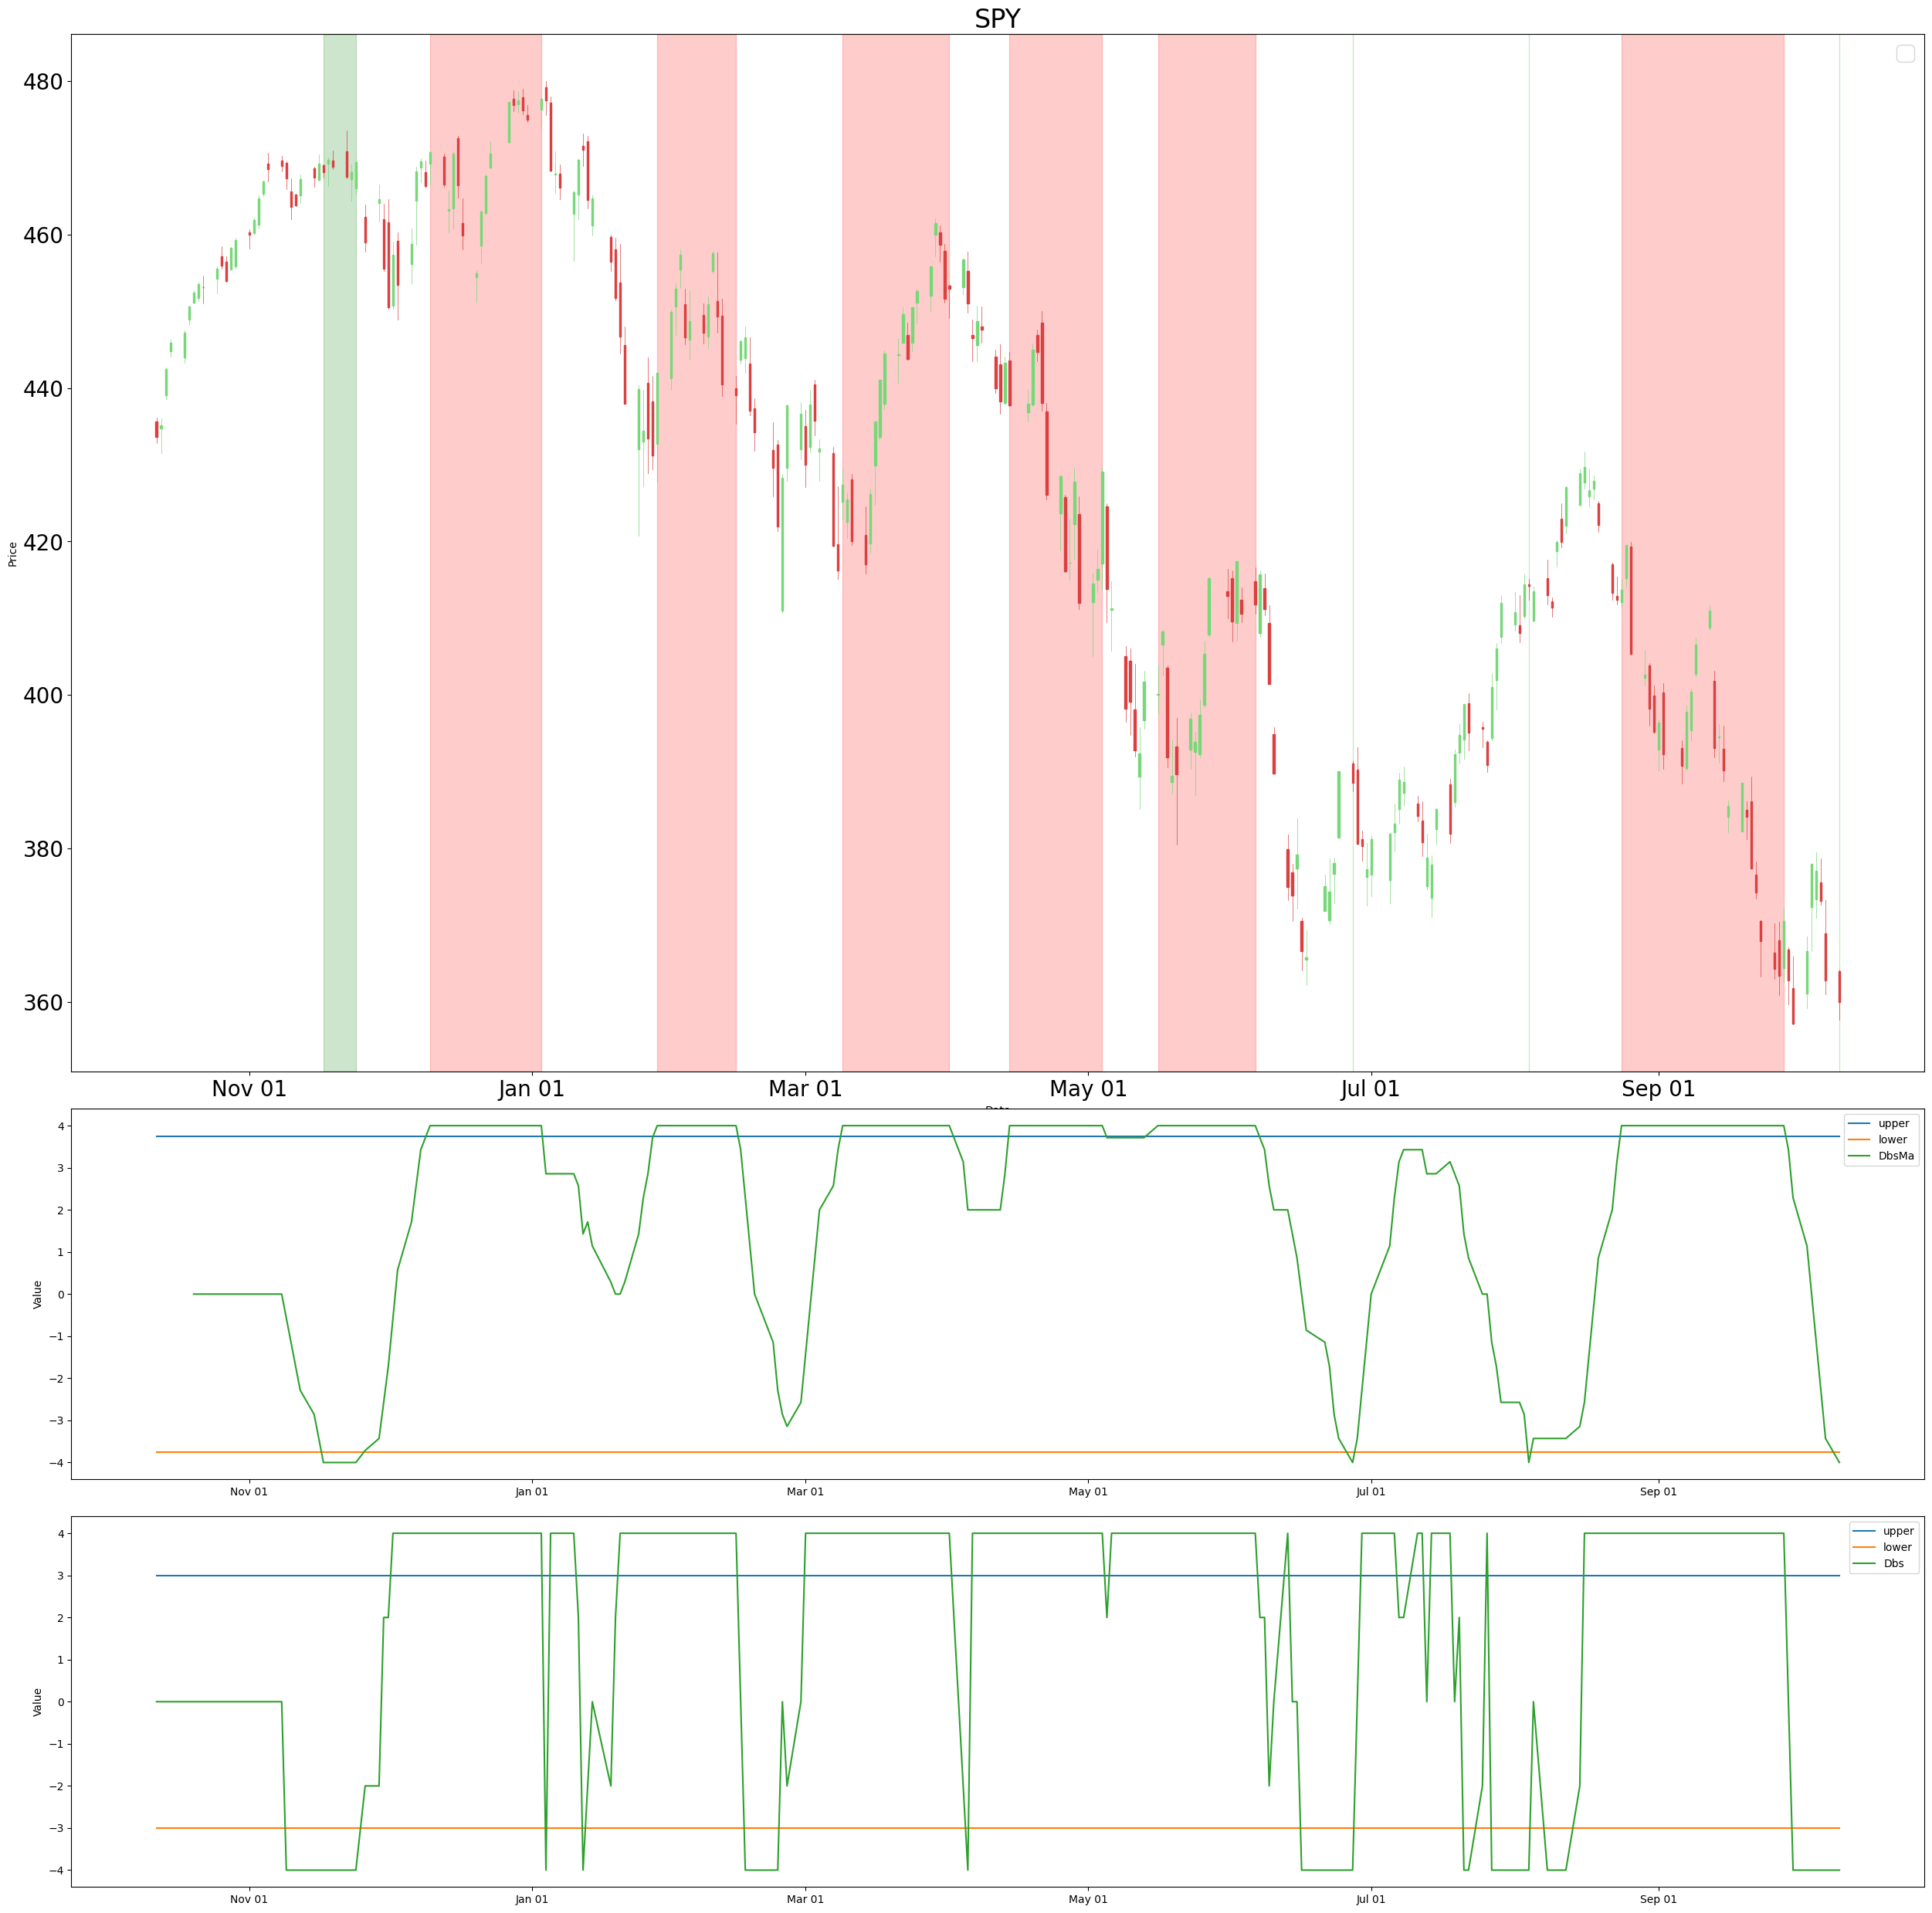 SPY
Price
480
460
440
420
400
380
360
Nov 01 Jan 01 Mar 01 May 01 Jul 01 Sep 01
Date
Value
4
3
2
1
0
−1
−2
−3
−4
upper
lower
DbsMa
Nov 01 Jan 01 Mar 01 May 01 Jul 01 Sep 01
Value
4
3
2
1
0
−1
−2
−3
−4
upper
lower
Dbs
Nov 01 Jan 01 Mar 01 May 01 Jul 01 Sep 01